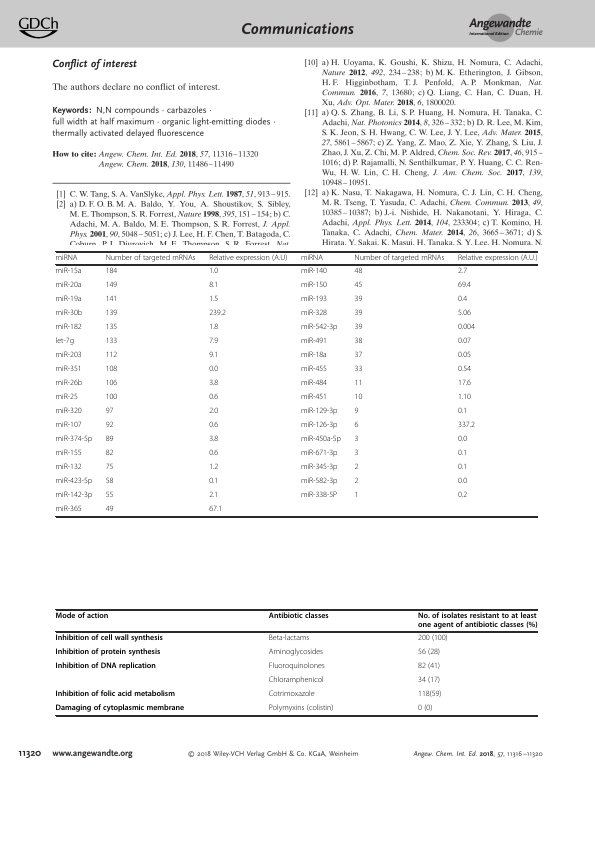 GDCh
Communications
Angewandte
International Edition Chemie
Conflict of interest
The authors declare no conflict of interest.
Keywords: N,N compounds · carbazoles ·
full width at half maximum · organic light-emitting diodes ·
thermally activated delayed fluorescence
How to cite: Angew. Chem. Int. Ed. 2018, 57, 11316–11320
Angew. Chem. 2018, 130, 11486–11490
[1] C. W. Tang, S. A. VanSlyke, Appl. Phys. Lett. 1987, 51, 913–915.
[2] a) D. F. O. B. M. A. Baldo, Y. You, A. Shoustikov, S. Sibley,
M. E. Thompson, S. R. Forrest, Nature 1998, 395, 151–154; b) C.
Adachi, M. A. Baldo, M. E. Thompson, S. R. Forrest, J. Appl.
Phys. 2001, 90, 5048–5051; c) J. Lee, H. F. Chen, T. Batagoda, C.
Coburn, P. I. Djurovich, M. E. Thompson, S. R. Forrest, Nat.
[10] a) H. Uoyama, K. Goushi, K. Shizu, H. Nomura, C. Adachi,
Nature 2012, 492, 234–238; b) M. K. Etherington, J. Gibson,
H. F. Higginbotham, T. J. Penfold, A. P. Monkman, Nat.
Commun. 2016, 7, 13680; c) Q. Liang, C. Han, C. Duan, H.
Xu, Adv. Opt. Mater. 2018, 6, 1800020.
[11] a) Q. S. Zhang, B. Li, S. P. Huang, H. Nomura, H. Tanaka, C.
Adachi, Nat. Photonics 2014, 8, 326–332; b) D. R. Lee, M. Kim,
S. K. Jeon, S. H. Hwang, C. W. Lee, J. Y. Lee, Adv. Mater. 2015,
27, 5861–5867; c) Z. Yang, Z. Mao, Z. Xie, Y. Zhang, S. Liu, J.
Zhao, J. Xu, Z. Chi, M. P. Aldred, Chem. Soc. Rev. 2017, 46, 915–
1016; d) P. Rajamalli, N. Senthilkumar, P. Y. Huang, C. C. Ren-
Wu, H. W. Lin, C. H. Cheng, J. Am. Chem. Soc. 2017, 139,
10948–10951.
[12] a) K. Nasu, T. Nakagawa, H. Nomura, C. J. Lin, C. H. Cheng,
M. R. Tseng, T. Yasuda, C. Adachi, Chem. Commun. 2013, 49,
10385–10387; b) J.-i. Nishide, H. Nakanotani, Y. Hiraga, C.
Adachi, Appl. Phys. Lett. 2014, 104, 233304; c) T. Komino, H.
Tanaka, C. Adachi, Chem. Mater. 2014, 26, 3665–3671; d) S.
Hirata, Y. Sakai, K. Masui, H. Tanaka, S. Y. Lee, H. Nomura, N.
miRNA Number of targeted mRNAs Relative expression (A.U) miRNA Number of targeted mRNAs Relative expression (A.U.)
miR-15a 184 1.0 miR-140 48 2.7
miR-20a 149 8.1 miR-150 45 69.4
miR-19a 141 1.5 miR-193 39 0.4
miR-30b 139 239.2 miR-328 39 5.06
miR-182 135 1.8 miR-542-3p 39 0.004
let-7g 133 7.9 miR-491 38 0.07
miR-203 112 9.1 miR-18a 37 0.05
miR-351 108 0.0 miR-455 33 0.54
miR-26b 106 3.8 miR-484 11 17.6
miR-25 100 0.6 miR-451 10 1.10
miR-320 97 2.0 miR-129-3p 9 0.1
miR-107 92 0.6 miR-126-3p 6 337.2
miR-374-5p 89 3.8 miR-450a-5p 3 0.0
miR-155 82 0.6 miR-671-3p 3 0.1
miR-132 75 1.2 miR-345-3p 2 0.1
miR-423-5p 58 0.1 miR-582-3p 2 0.0
miR-142-3p 55 2.1 miR-338-5P 1 0.2
miR-365 49 67.1
Mode of action Antibiotic classes No. of isolates resistant to at least
one agent of antibiotic classes (%)
Inhibition of cell wall synthesis Beta-lactams 200 (100)
Inhibition of protein synthesis Aminoglycosides 56 (28)
Inhibition of DNA replication Fluoroquinolones 82 (41)
Chloramphenicol 34 (17)
Inhibition of folic acid metabolism Cotrimoxazole 118(59)
Damaging of cytoplasmic membrane Polymyxins (colistin) 0 (0)
11320 www.angewandte.org © 2018 Wiley-VCH Verlag GmbH & Co. KGaA, Weinheim Angew. Chem. Int. Ed. 2018, 57, 11316–11320